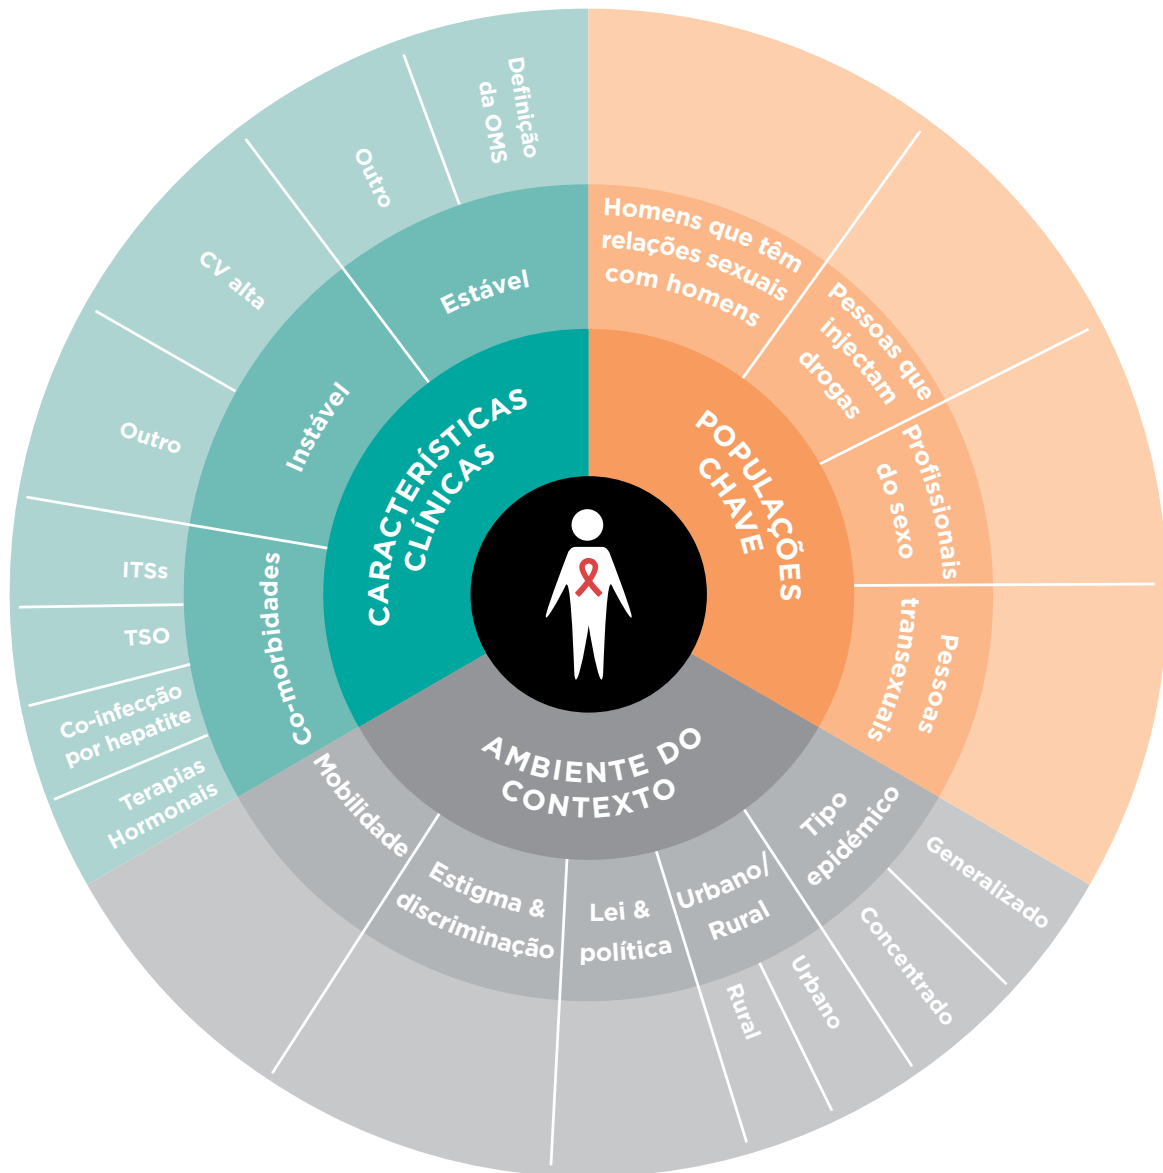 CARACTERÍSTICAS
CLÍNICAS
Estável
Definição
da OMS
Outro
Instável
CV alta
Outro
Co-morbidades
ITSs
TSO
Co-infecção
por hepatite
Terapias
Hormonais
POPULAÇÕES
CHAVE
Homens que têm
relações sexuais
com homens
Pessoas que
injectam
drogas
Profissionais
do sexo
Pessoas
transexuais
AMBIENTE DO
CONTEXTO
Tipo
epidémico
Generalizado
Concentrado
Urbano/
Rural
Urbano
Rural
Lei &
política
Estigma &
discriminação
Mobilidade